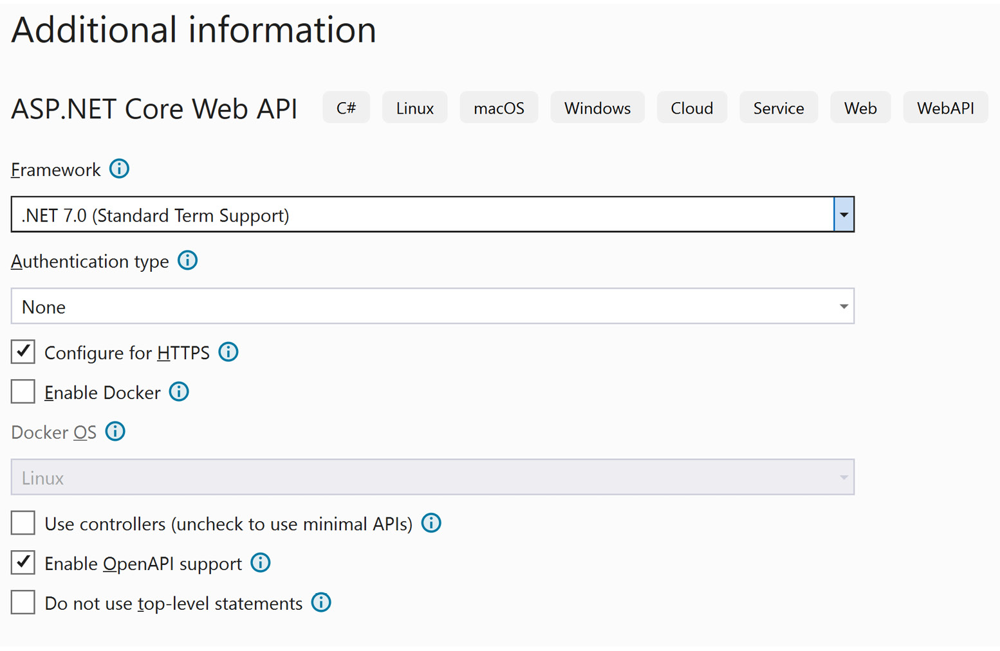 Additional information
ASP.NET Core Web API C# Linux macOS Windows Cloud Service Web WebAPI
Framework
.NET 7.0 (Standard Term Support)
Authentication type
None
Configure for HTTPS
Enable Docker
Docker OS
Linux
Use controllers (uncheck to use minimal APIs)
Enable OpenAPI support
Do not use top-level statements